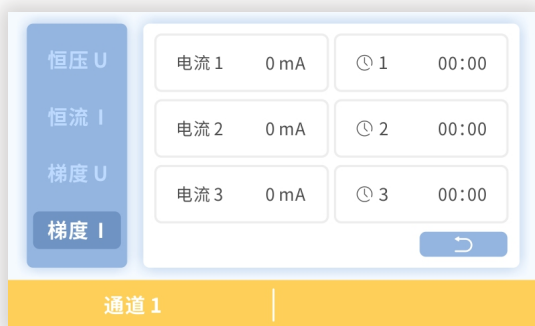 恒压 U
恒流 I
梯度 U
梯度 I
电流 1 0 mA 1 00:00
电流 2 0 mA 2 00:00
电流 3 0 mA 3 00:00
通道 1